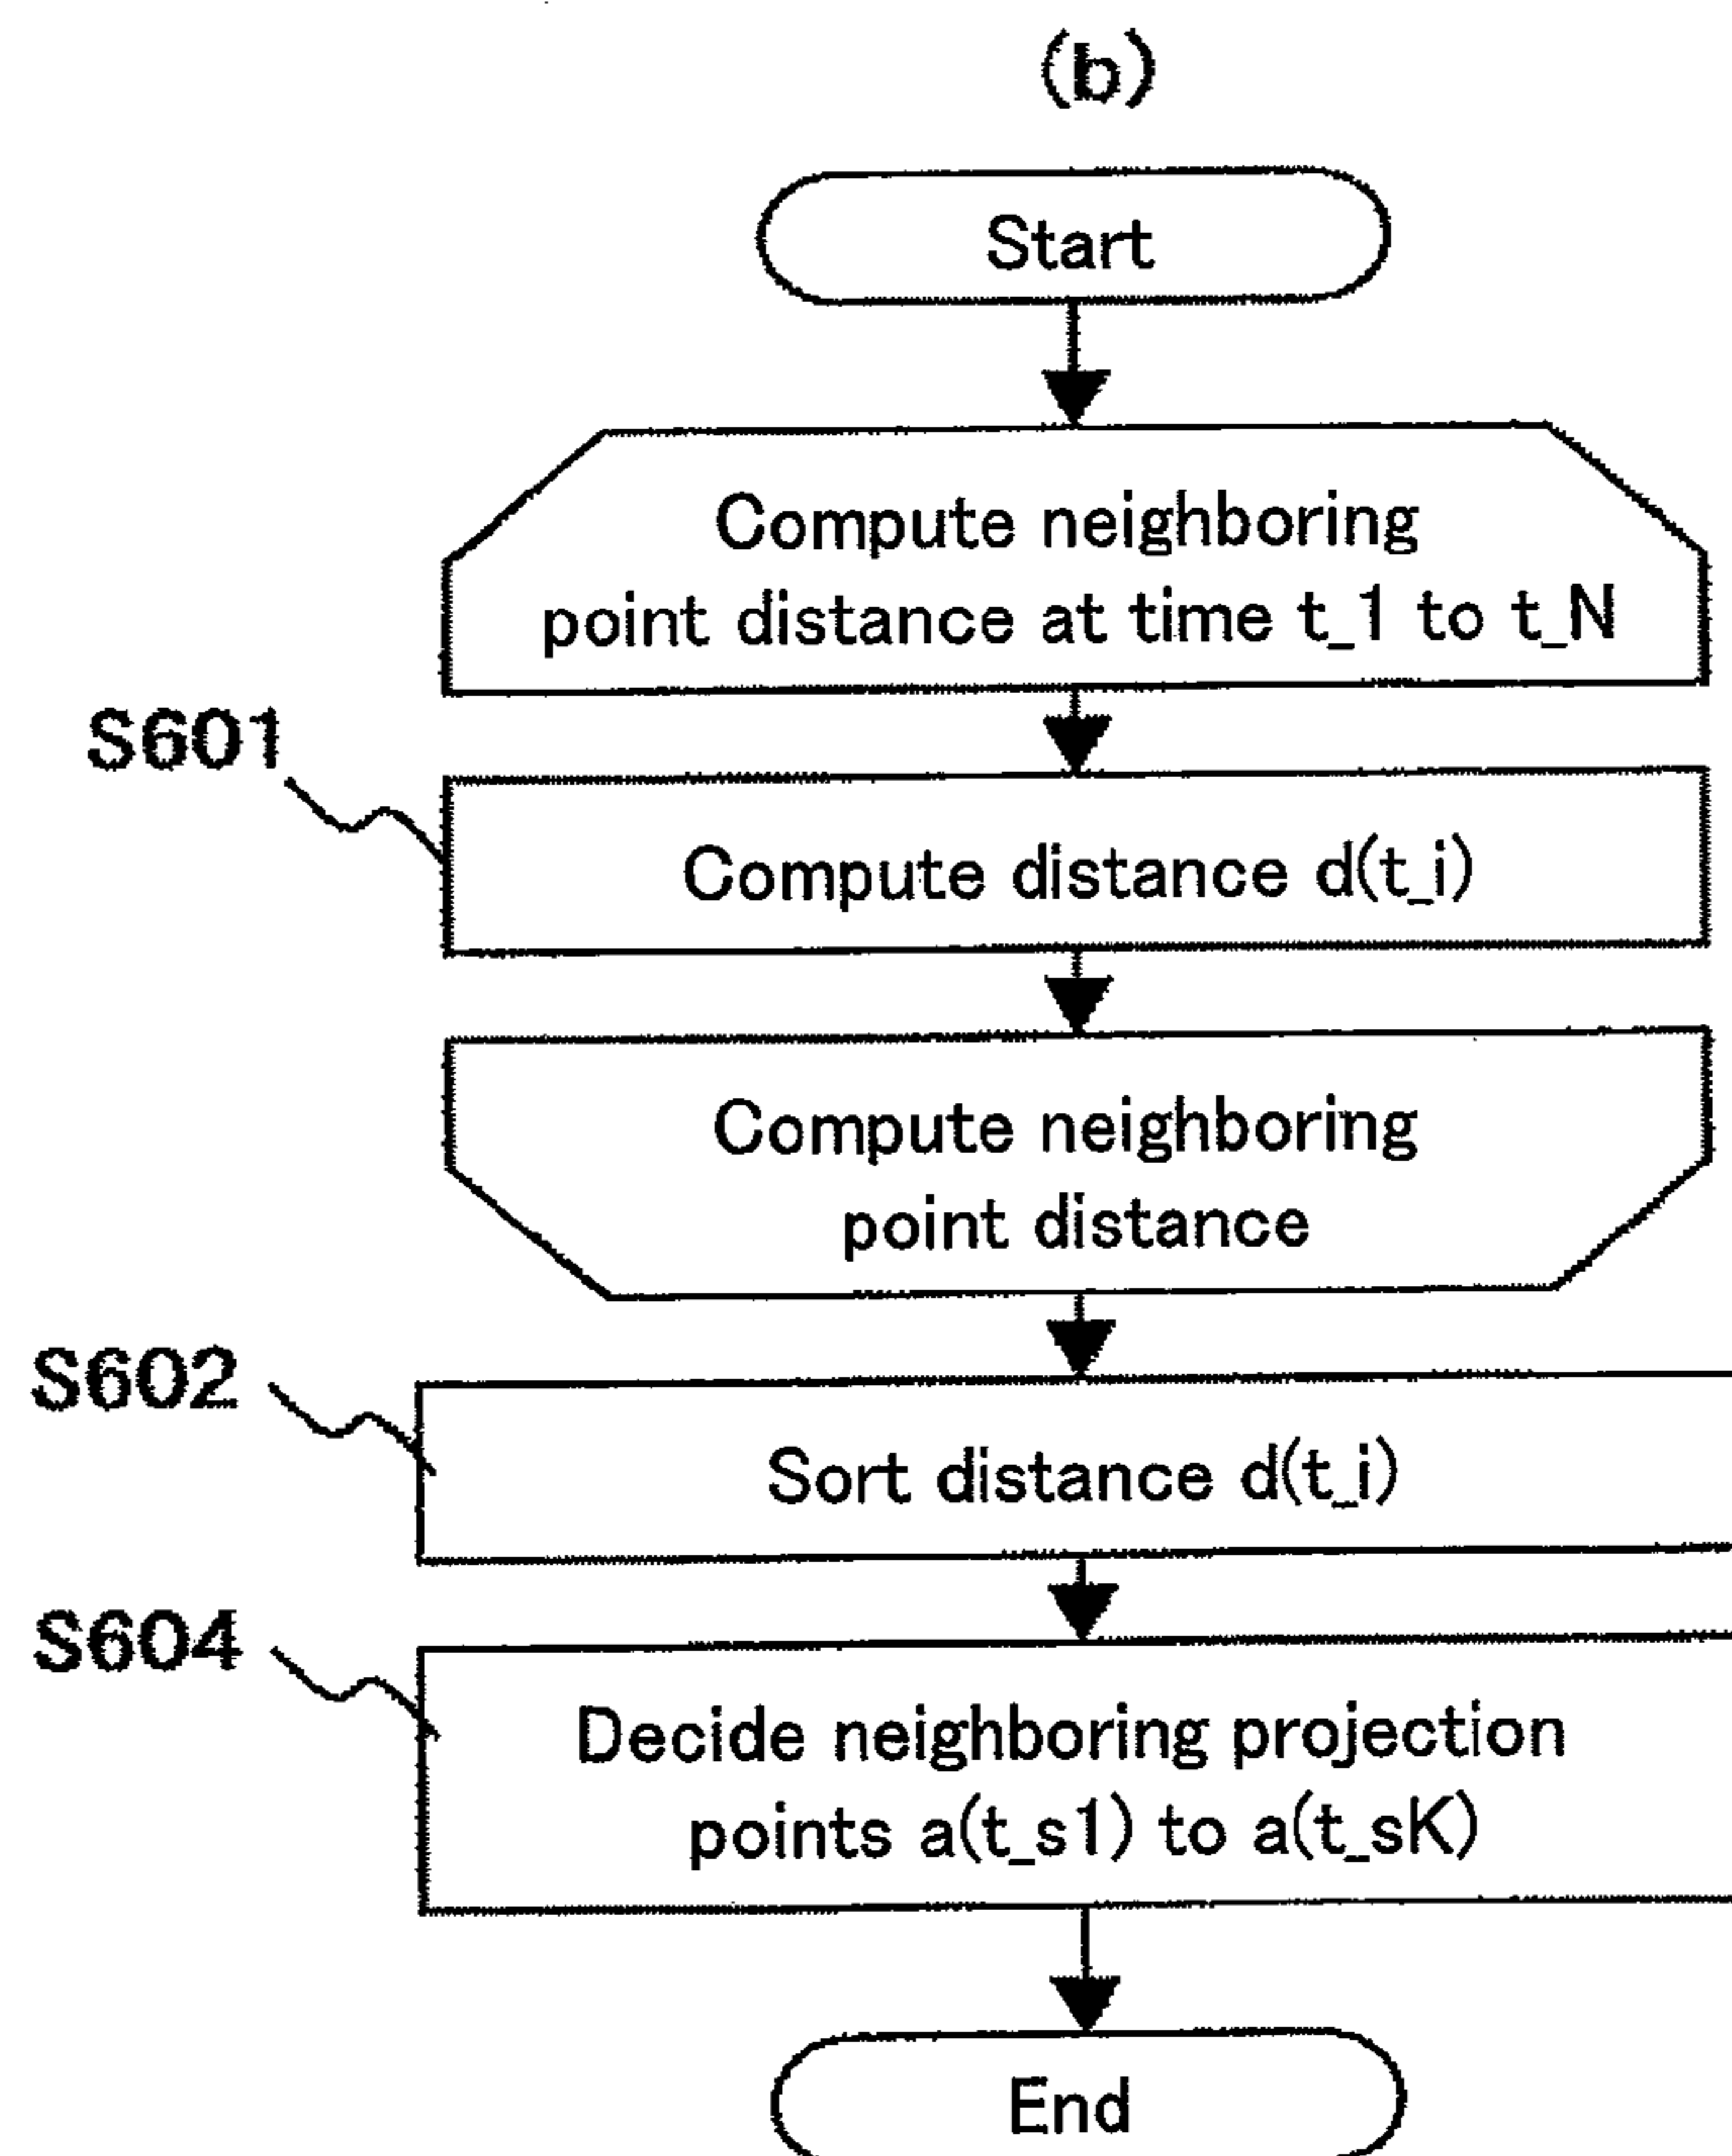 (b)
Start
Compute neighboring
point distance at time t_1 to t_N
S601
Compute distance d(t_i)
Compute neighboring
point distance
S602
Sort distance d(t_i)
S604
Decide neighboring projection
points a(t_s1) to a(t_sK)
End